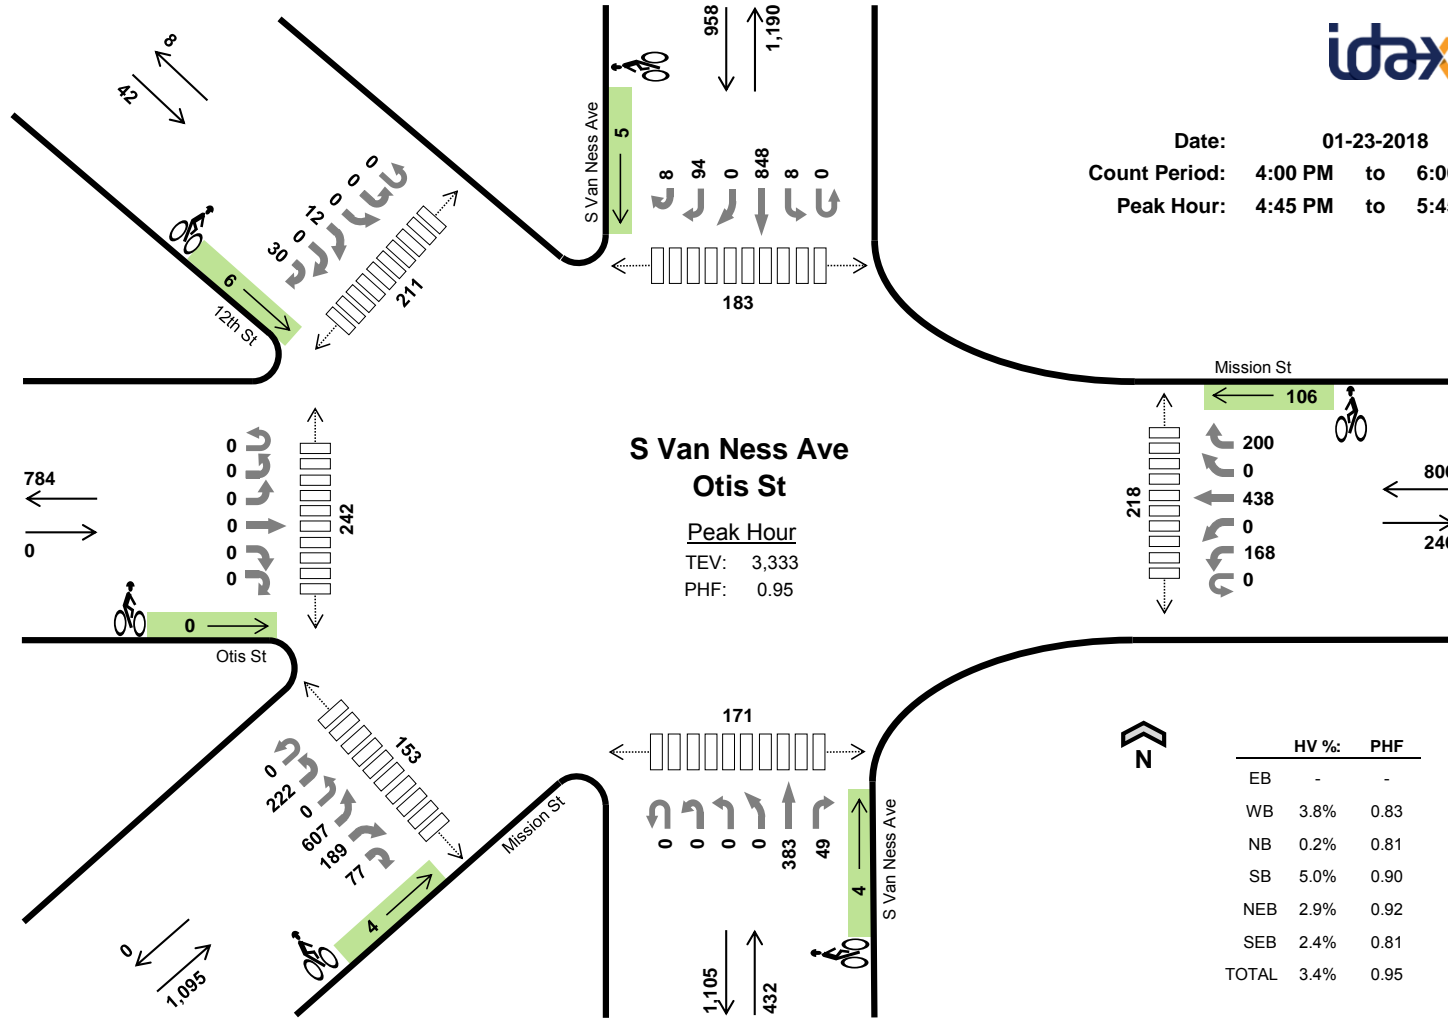 idax
Date: 01-23-2018
Count Period: 4:00 PM to
Peak Hour: 4:45 PM to
958
1,190
8
42
S Van Ness Ave
5
8 94 0 848 8 0
183
30 0 12 0 0 0
211
6
12th St
Mission St
106
200
0
438
0
168
0
218
784
0
0
0
0
0
0
0
242
0
Otis St
S Van Ness Ave
Otis St
Peak Hour
TEV: 3,333
PHF: 0.95
153
0
222
0
607
189
77
4
Mission St
0
1,095
171
0 0 0 0 383 49
4
S Van Ness Ave
1,105
432
N
HV %: PHF
EB - -
WB 3.8% 0.83
NB 0.2% 0.81
SB 5.0% 0.90
NEB 2.9% 0.92
SEB 2.4% 0.81
TOTAL 3.4% 0.95